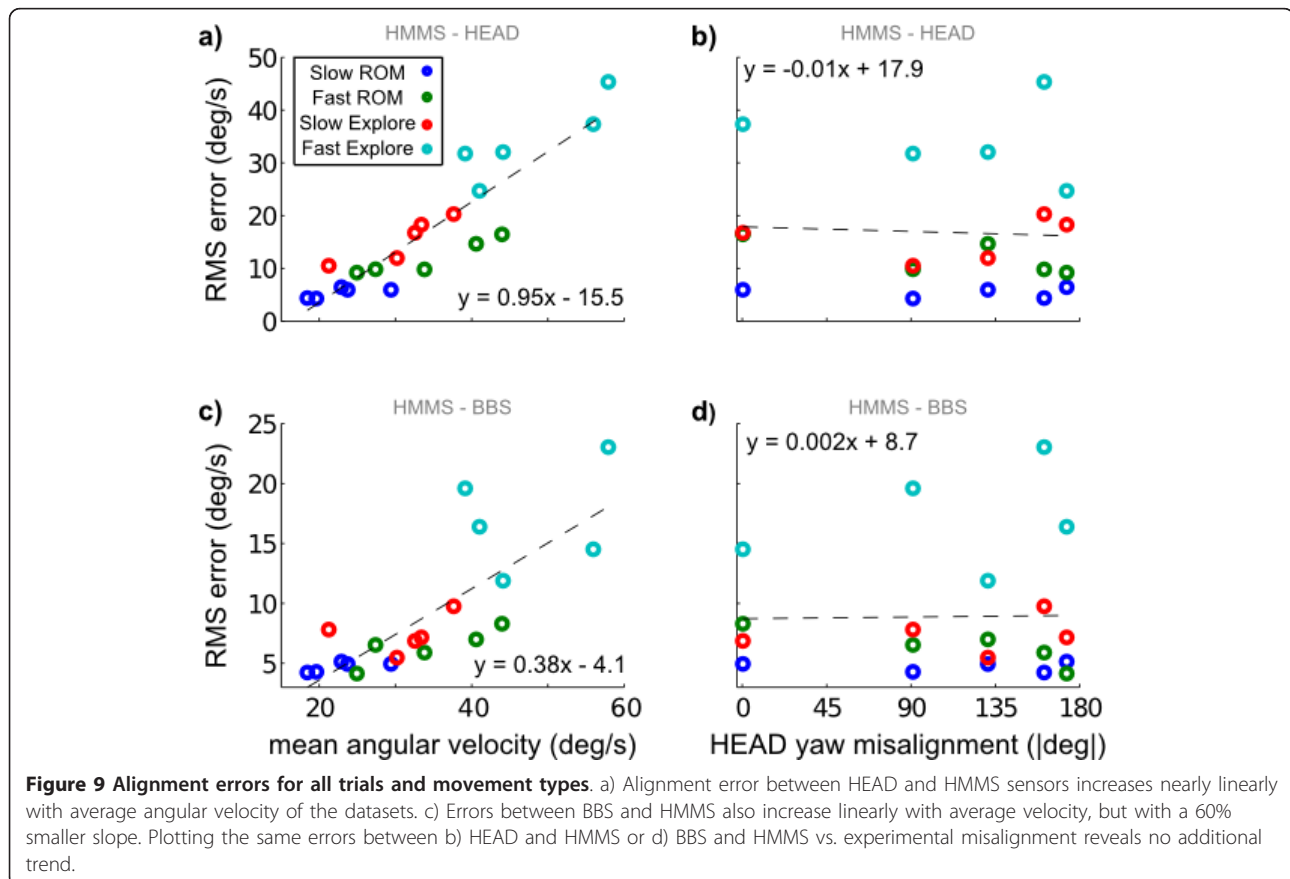 a)
HMMS - HEAD
b)
HMMS - HEAD
50
40
30
20
10
0
RMS error (deg/s)
Slow ROM
Fast ROM
Slow Explore
Fast Explore
y = 0.95x - 15.5
y = -0.01x + 17.9
c)
HMMS - BBS
d)
HMMS - BBS
25
20
15
10
5
RMS error (deg/s)
y = 0.38x - 4.1
y = 0.002x + 8.7
20
40
60
mean angular velocity (deg/s)
0
45
90
135
180
HEAD yaw misalignment (|deg|)
Figure 9 Alignment errors for all trials and movement types. a) Alignment error between HEAD and HMMS sensors increases nearly linearly
with average angular velocity of the datasets. c) Errors between BBS and HMMS also increase linearly with average velocity, but with a 60%
smaller slope. Plotting the same errors between b) HEAD and HMMS or d) BBS and HMMS vs. experimental misalignment reveals no additional
trend.